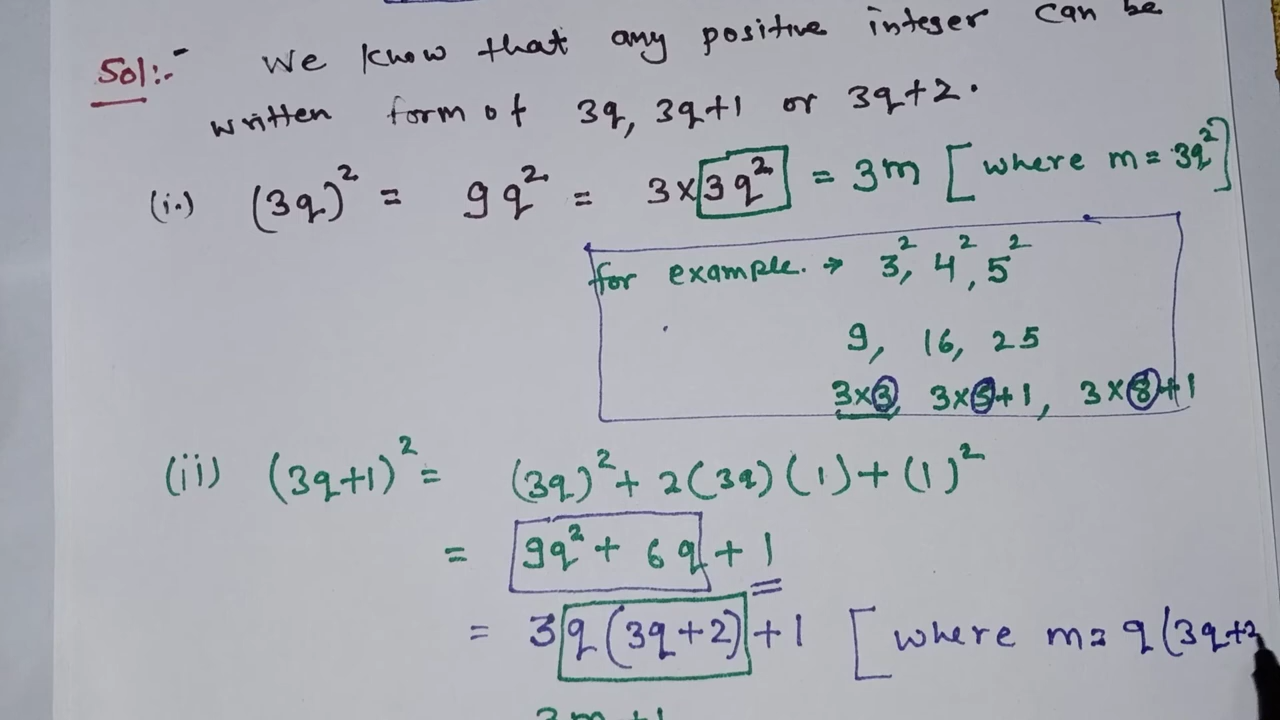 Sol:- We know that any positive integer can be
written form of 3q, 3q+1 or 3q+2.
(i.) (3q)² = 9q² = 3×3q² = 3m [where m = 3q²]
for example. → 3², 4², 5²
9, 16, 25
3×3, 3×5+1, 3×8+1
(ii) (3q+1)² = (3q)² + 2(3q)(1) + (1)²
= 9q² + 6q + 1
= 3q(3q+2)+1 [where m = q(3q+2
3m+1